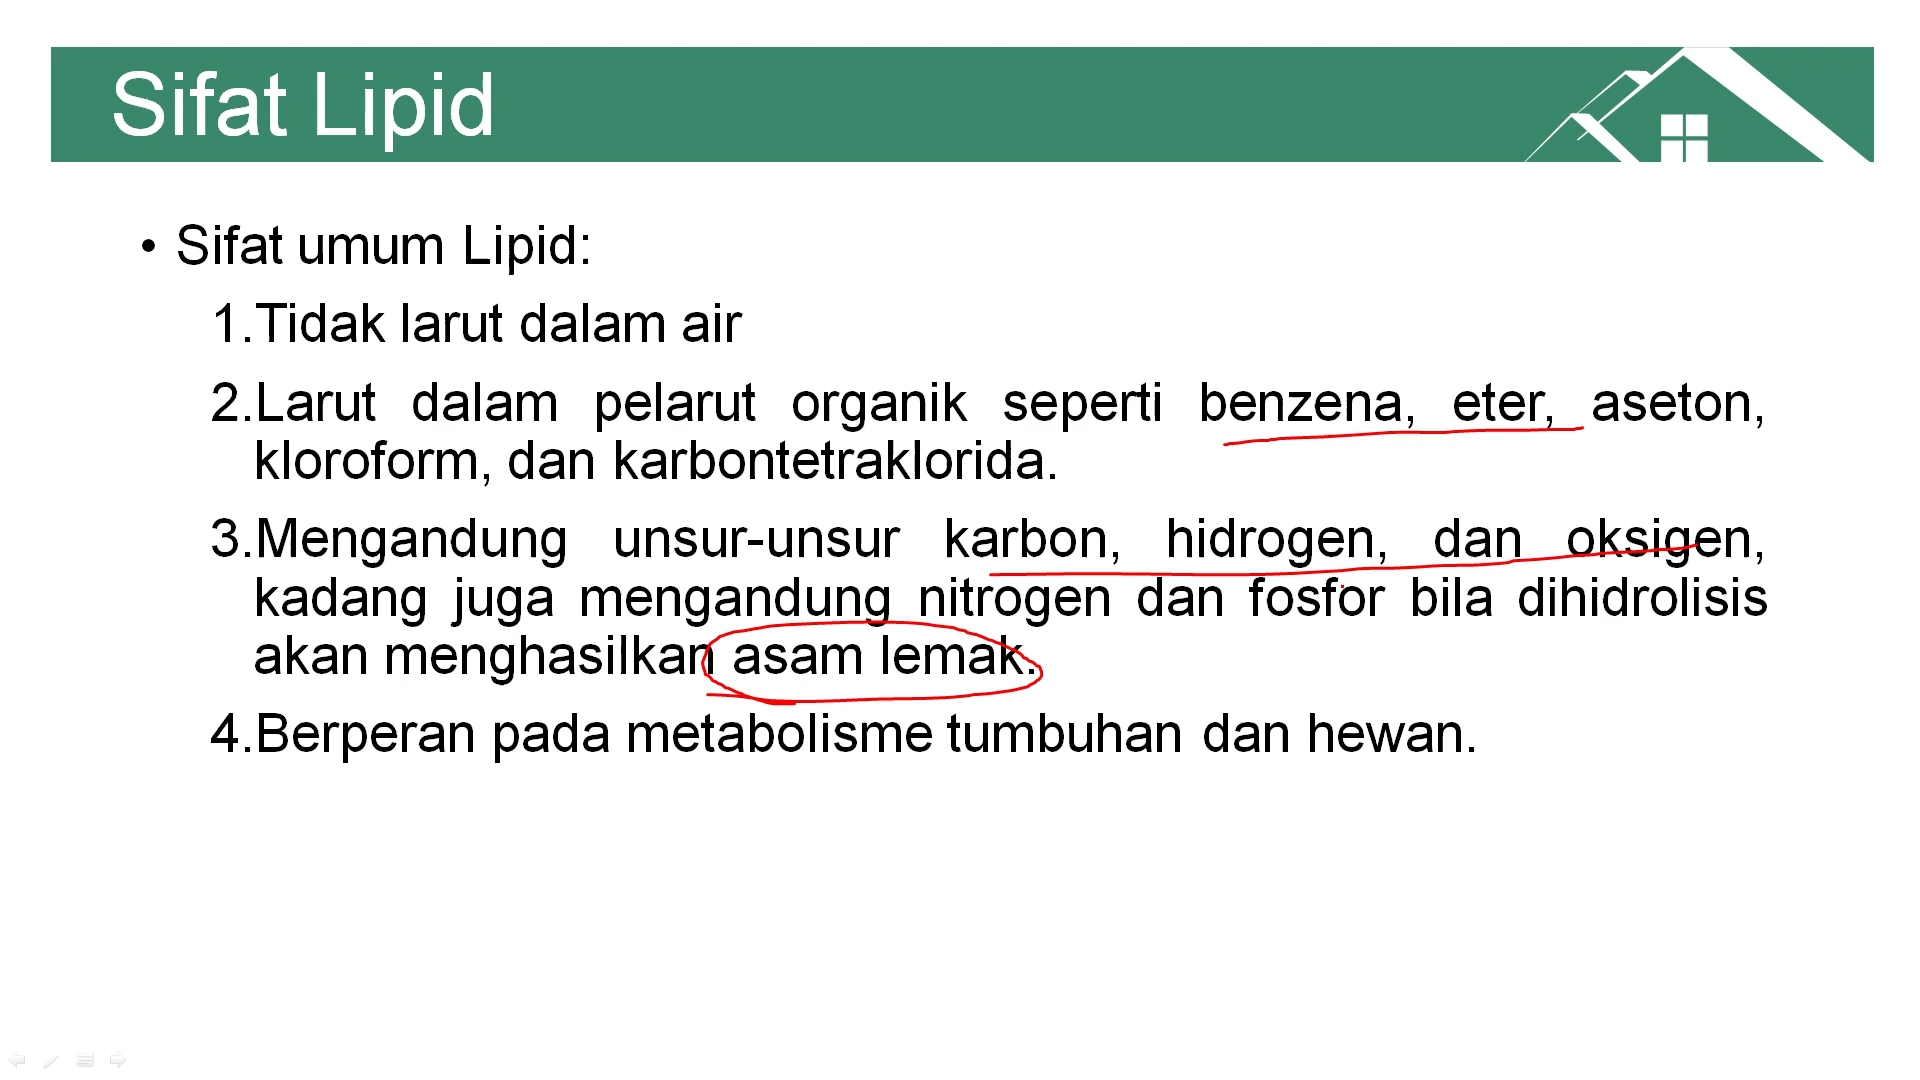 Sifat Lipid
• Sifat umum Lipid:
1.Tidak larut dalam air
2.Larut dalam pelarut organik seperti benzena, eter, aseton,
kloroform, dan karbontetraklorida.
3.Mengandung unsur-unsur karbon, hidrogen, dan oksigen,
kadang juga mengandung nitrogen dan fosfor bila dihidrolisis
akan menghasilkan asam lemak.
4.Berperan pada metabolisme tumbuhan dan hewan.